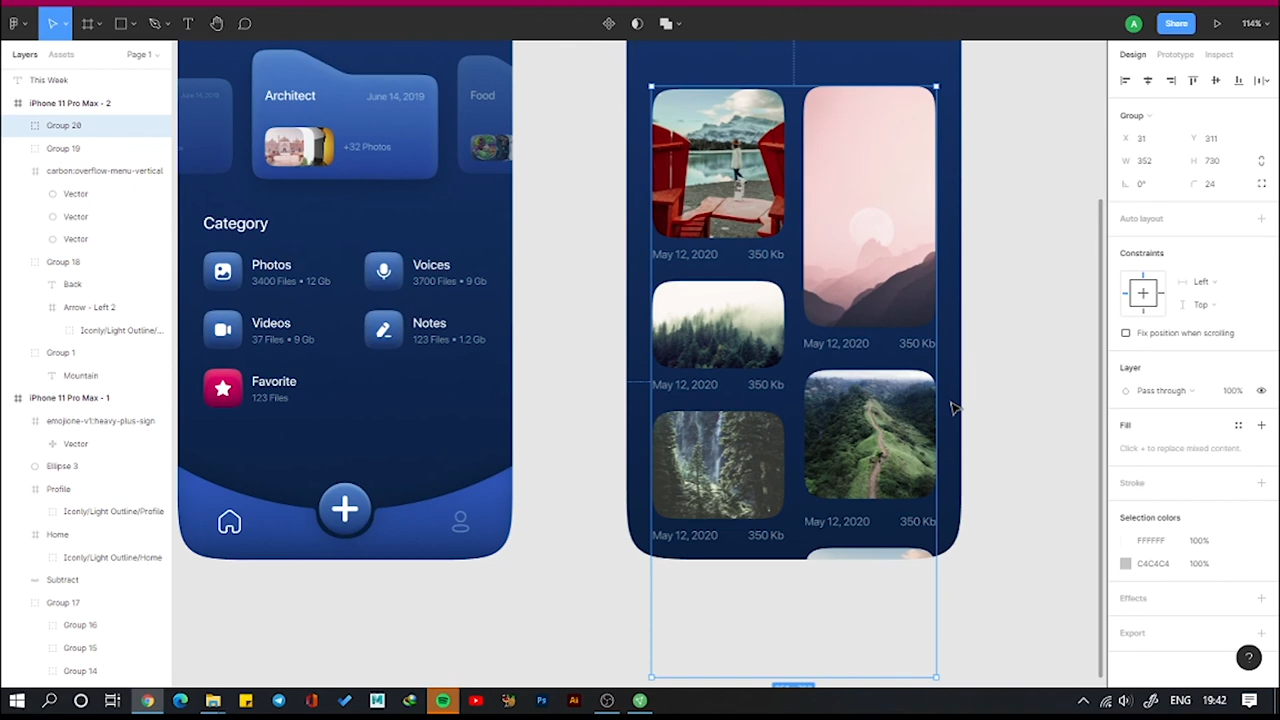 A
Share
114%
Layers
Assets
Page 1
This Week
iPhone 11 Pro Max - 2
Group 20
Group 19
carbon:overflow-menu-vertical
Vector
Vector
Vector
Group 18
Back
Arrow - Left 2
Iconly/Light Outline/...
Group 1
Mountain
iPhone 11 Pro Max - 1
emojione-v1:heavy-plus-sign
Vector
Ellipse 3
Profile
Iconly/Light Outline/Profile
Home
Iconly/Light Outline/Home
Subtract
Group 17
Group 16
Group 15
Group 14
June 14, 2019
Architect
June 14, 2019
+32 Photos
Food
Category
Photos
3400 Files • 12 Gb
Voices
3700 Files • 9 Gb
Videos
37 Files • 9 Gb
Notes
123 Files • 1.2 Gb
Favorite
123 Files
May 12, 2020 350 Kb
May 12, 2020 350 Kb
May 12, 2020 350 Kb
May 12, 2020 350 Kb
May 12, 2020 350 Kb
Design
Prototype
Inspect
Group
X 31
Y 311
W 352
H 730
0°
24
Auto layout
Constraints
Left
Top
Fix position when scrolling
Layer
Pass through
100%
Fill
Click + to replace mixed content.
Stroke
Selection colors
FFFFFF 100%
C4C4C4 100%
Effects
Export
?
ENG
19:42